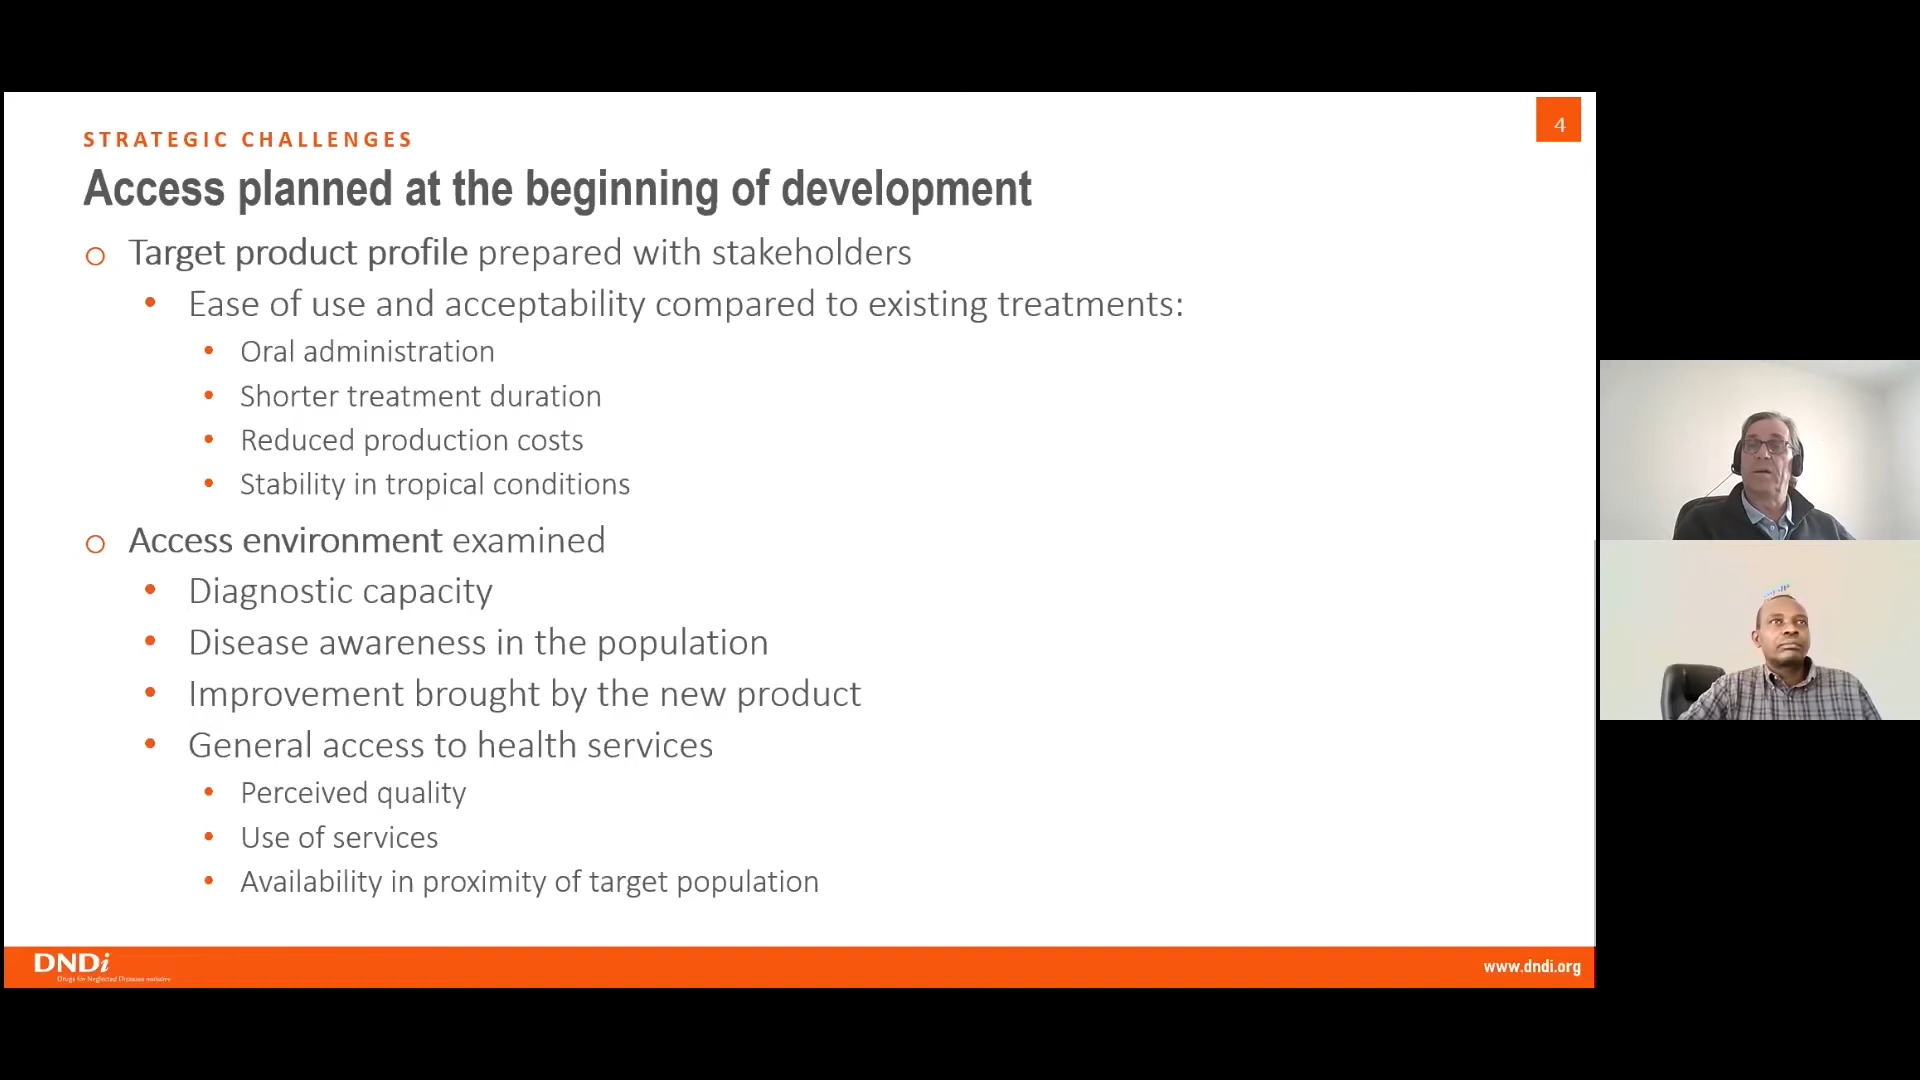 STRATEGIC CHALLENGES
4
Access planned at the beginning of development
Target product profile prepared with stakeholders
Ease of use and acceptability compared to existing treatments:
Oral administration
Shorter treatment duration
Reduced production costs
Stability in tropical conditions
Access environment examined
Diagnostic capacity
Disease awareness in the population
Improvement brought by the new product
General access to health services
Perceived quality
Use of services
Availability in proximity of target population
DNDi
Drugs for Neglected Diseases initiative
www.dndi.org